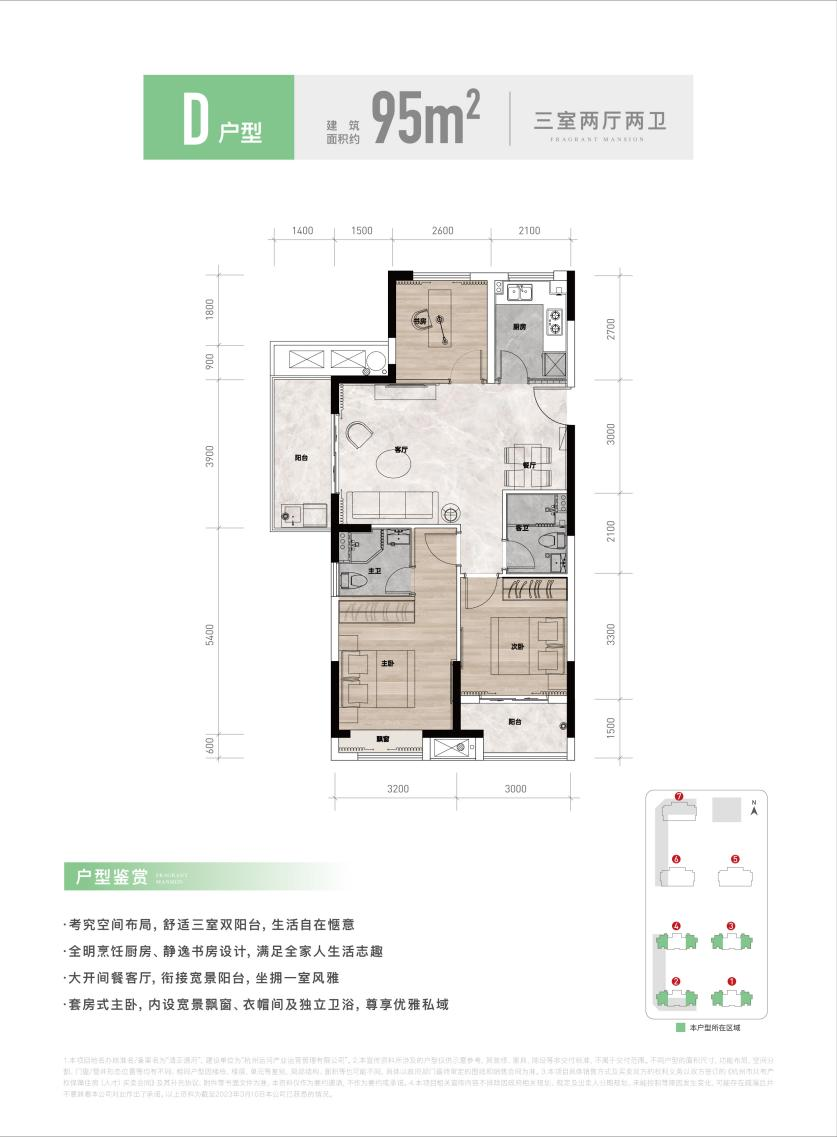 D户型
建筑
面积约
95m²
三室两厅两卫
FRAGRANT MANSION
1400 1500 2600 2100
1800
900
3900
5400
600
2700
3000
2100
3300
1500
书房
厨房
客厅
餐厅
阳台
客卫
主卫
主卧
次卧
飘窗
阳台
3200 3000
户型鉴赏
FRAGRANT
MANSION
·考究空间布局，舒适三室双阳台，生活自在惬意
·全明烹饪厨房、静逸书房设计，满足全家人生活志趣
·大开间餐客厅，衔接宽景阳台，坐拥一室风雅
·套房式主卧，内设宽景飘窗、衣帽间及独立卫浴，尊享优雅私域
7
N
6 5
4 3
2 1
本户型所在区域